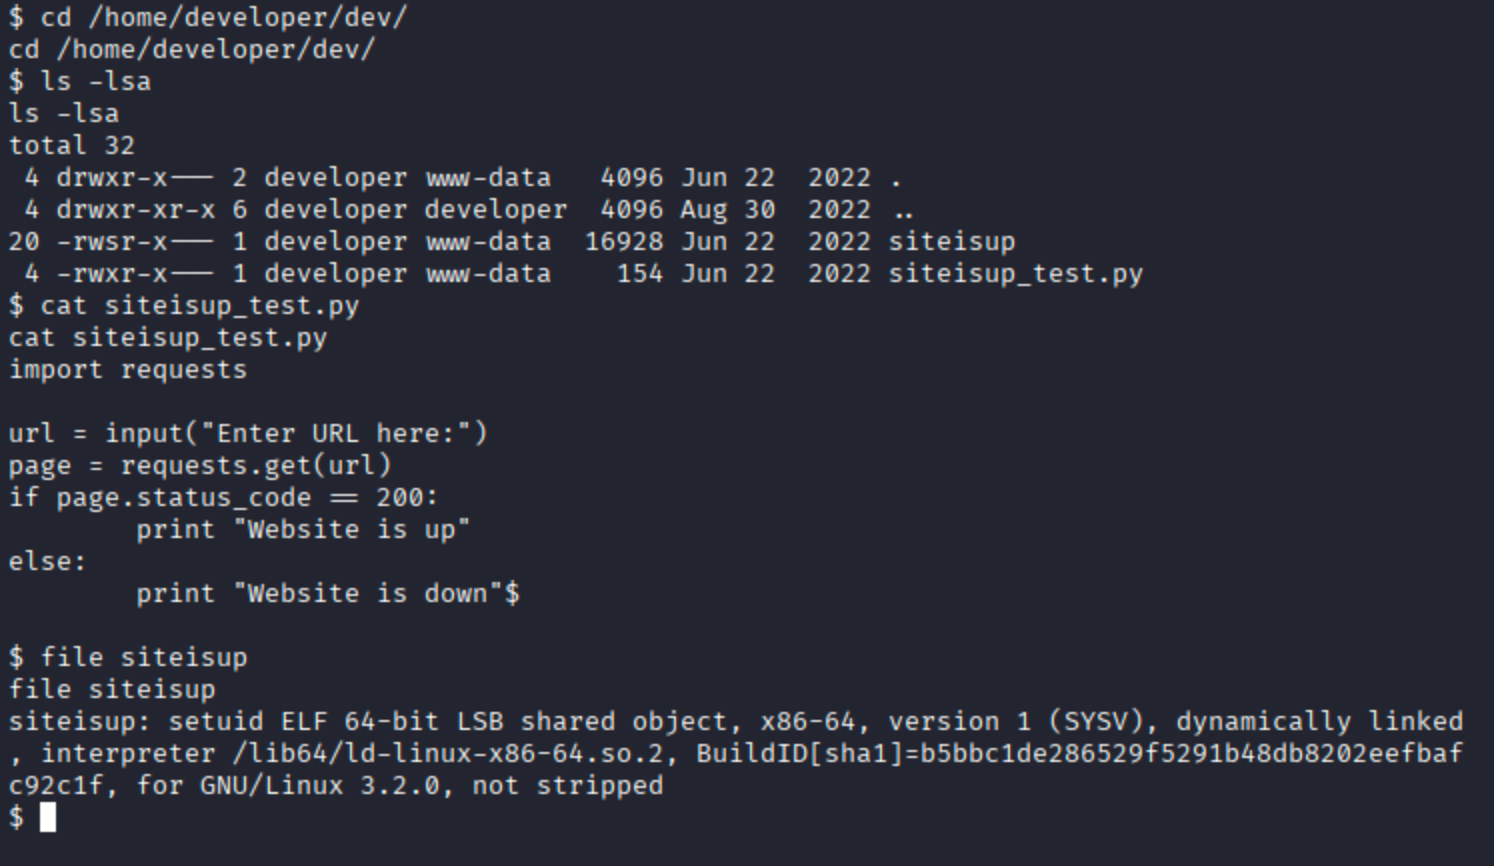 $ cd /home/developer/dev/
cd /home/developer/dev/
$ ls -lsa
ls -lsa
total 32
 4 drwxr-x--- 2 developer www-data   4096 Jun 22  2022 .
 4 drwxr-xr-x 6 developer developer  4096 Aug 30  2022 ..
20 -rwsr-x--- 1 developer www-data  16928 Jun 22  2022 siteisup
 4 -rwxr-x--- 1 developer www-data    154 Jun 22  2022 siteisup_test.py
$ cat siteisup_test.py
cat siteisup_test.py
import requests

url = input("Enter URL here:")
page = requests.get(url)
if page.status_code == 200:
        print "Website is up"
else:
        print "Website is down"$

$ file siteisup
file siteisup
siteisup: setuid ELF 64-bit LSB shared object, x86-64, version 1 (SYSV), dynamically linked
, interpreter /lib64/ld-linux-x86-64.so.2, BuildID[sha1]=b5bbc1de286529f5291b48db8202eefbaf
c92c1f, for GNU/Linux 3.2.0, not stripped
$